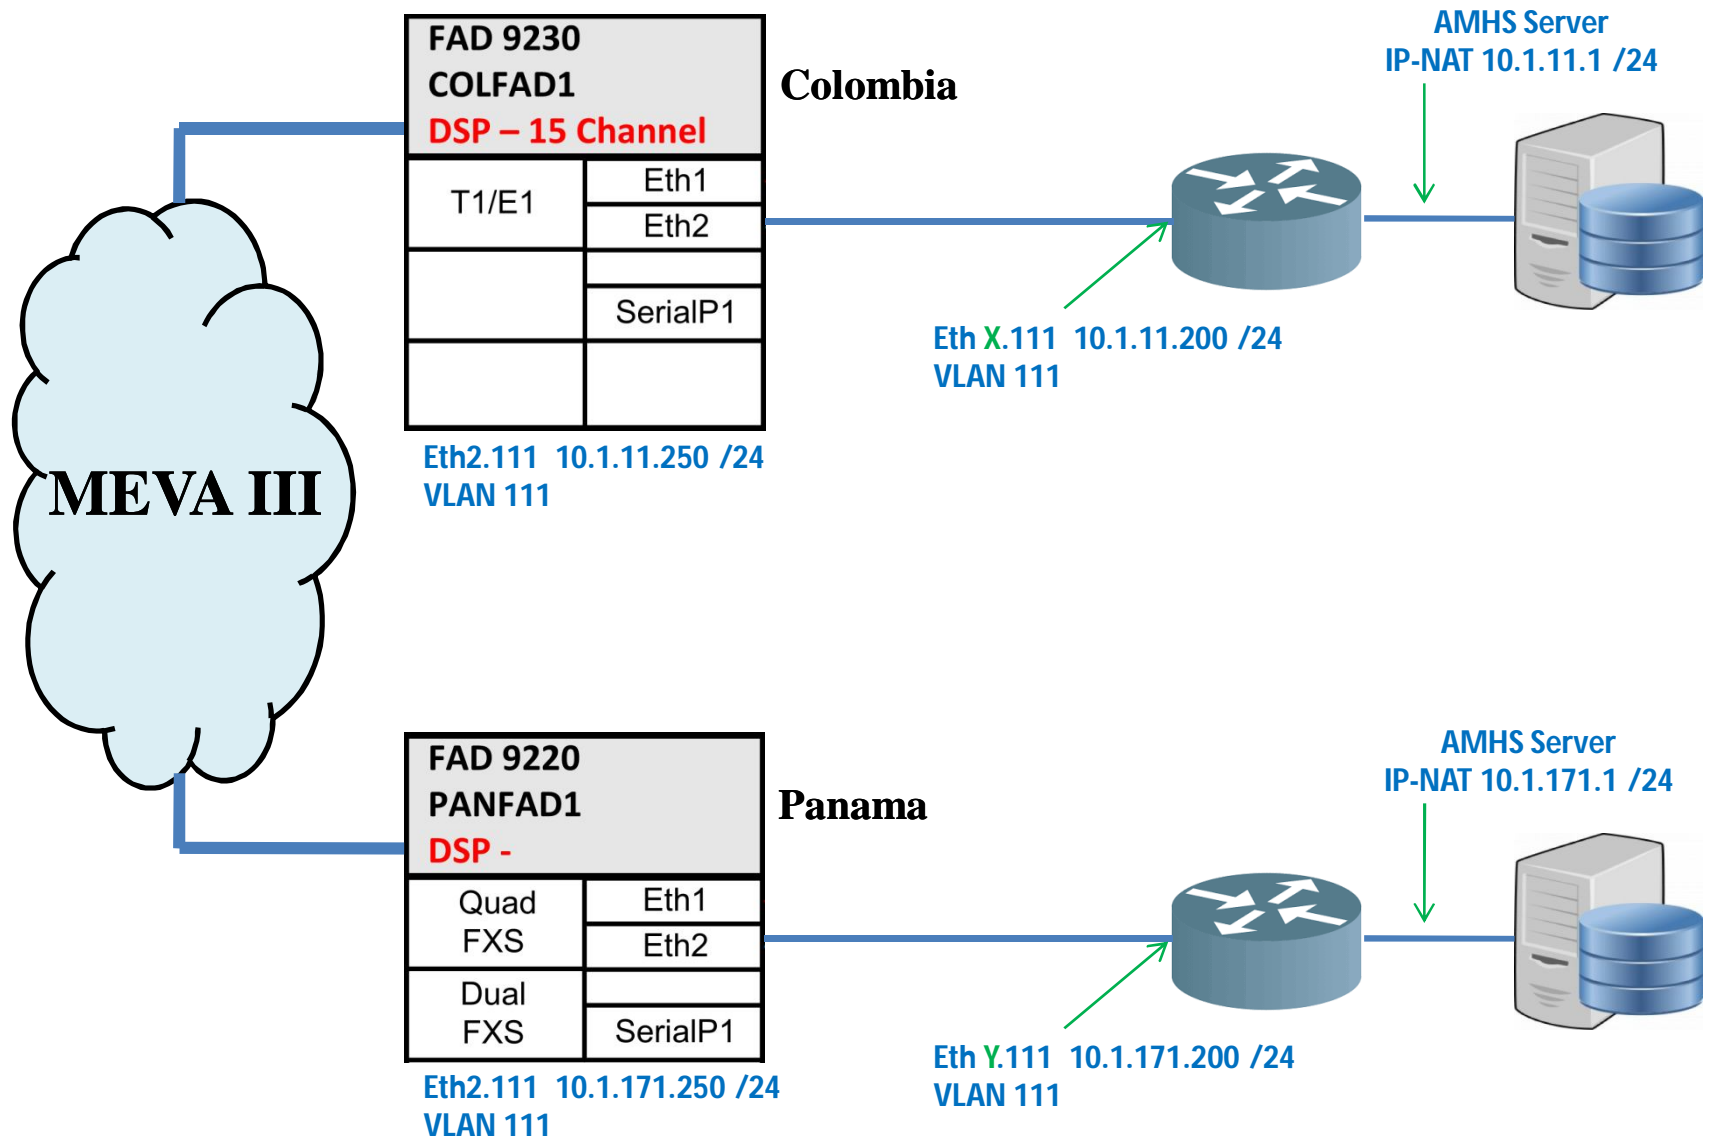 FAD 9230
COLFAD1
DSP – 15 Channel
T1/E1
Eth1
Eth2
SerialP1
Eth2.111 10.1.11.250 /24
VLAN 111
Colombia
Eth X.111 10.1.11.200 /24
VLAN 111
AMHS Server
IP-NAT 10.1.11.1 /24
MEVA III
FAD 9220
PANFAD1
DSP -
Quad
FXS
Eth1
Eth2
Dual
FXS
SerialP1
Eth2.111 10.1.171.250 /24
VLAN 111
Panama
Eth Y.111 10.1.171.200 /24
VLAN 111
AMHS Server
IP-NAT 10.1.171.1 /24